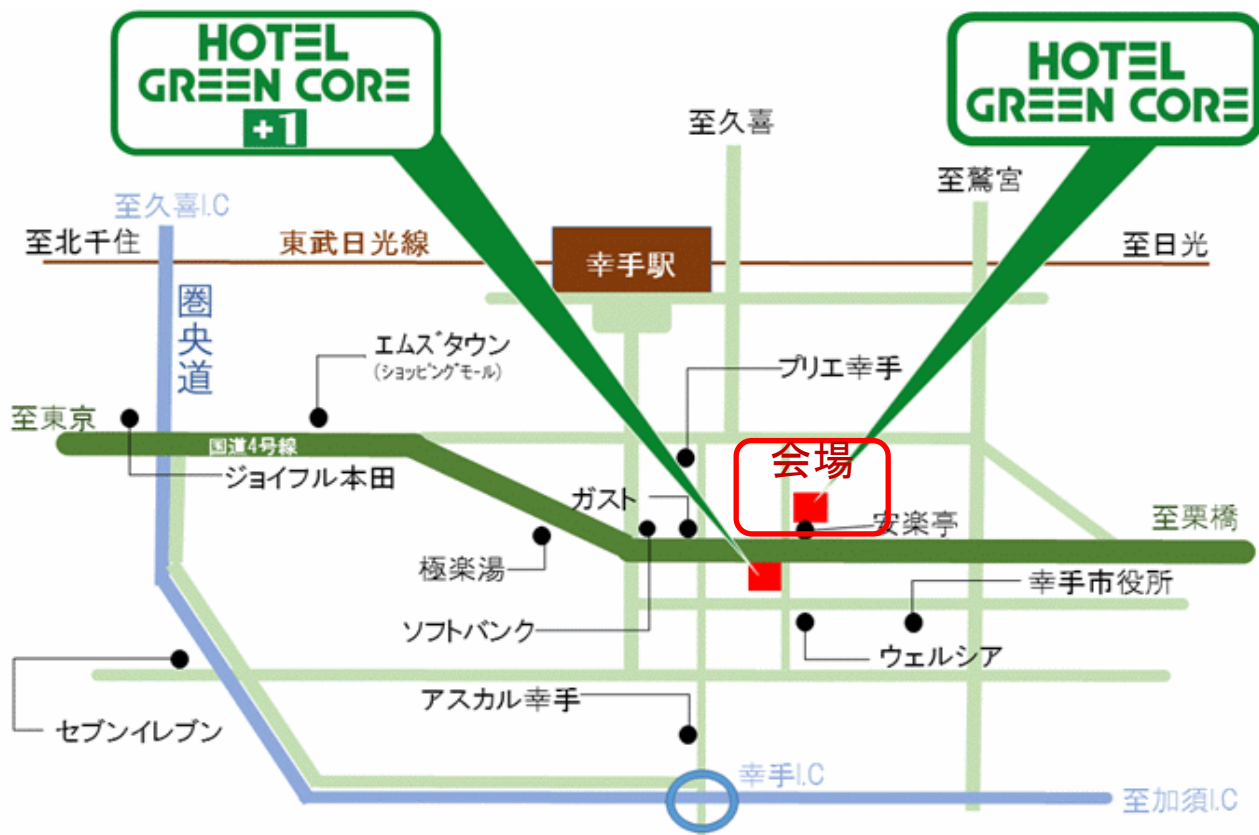 HOTEL
GREEN CORE
+1
HOTEL
GREEN CORE
至久喜
至鷲宮
至久喜I.C
至北千住
東武日光線
幸手駅
至日光
圏央道
エムズタウン
(ショッピングモール)
プリエ幸手
至東京
国道4号線
会場
ジョイフル本田
ガスト
安楽亭
至栗橋
極楽湯
幸手市役所
ソフトバンク
ウェルシア
アスカル幸手
セブンイレブン
幸手I.C
至加須I.C